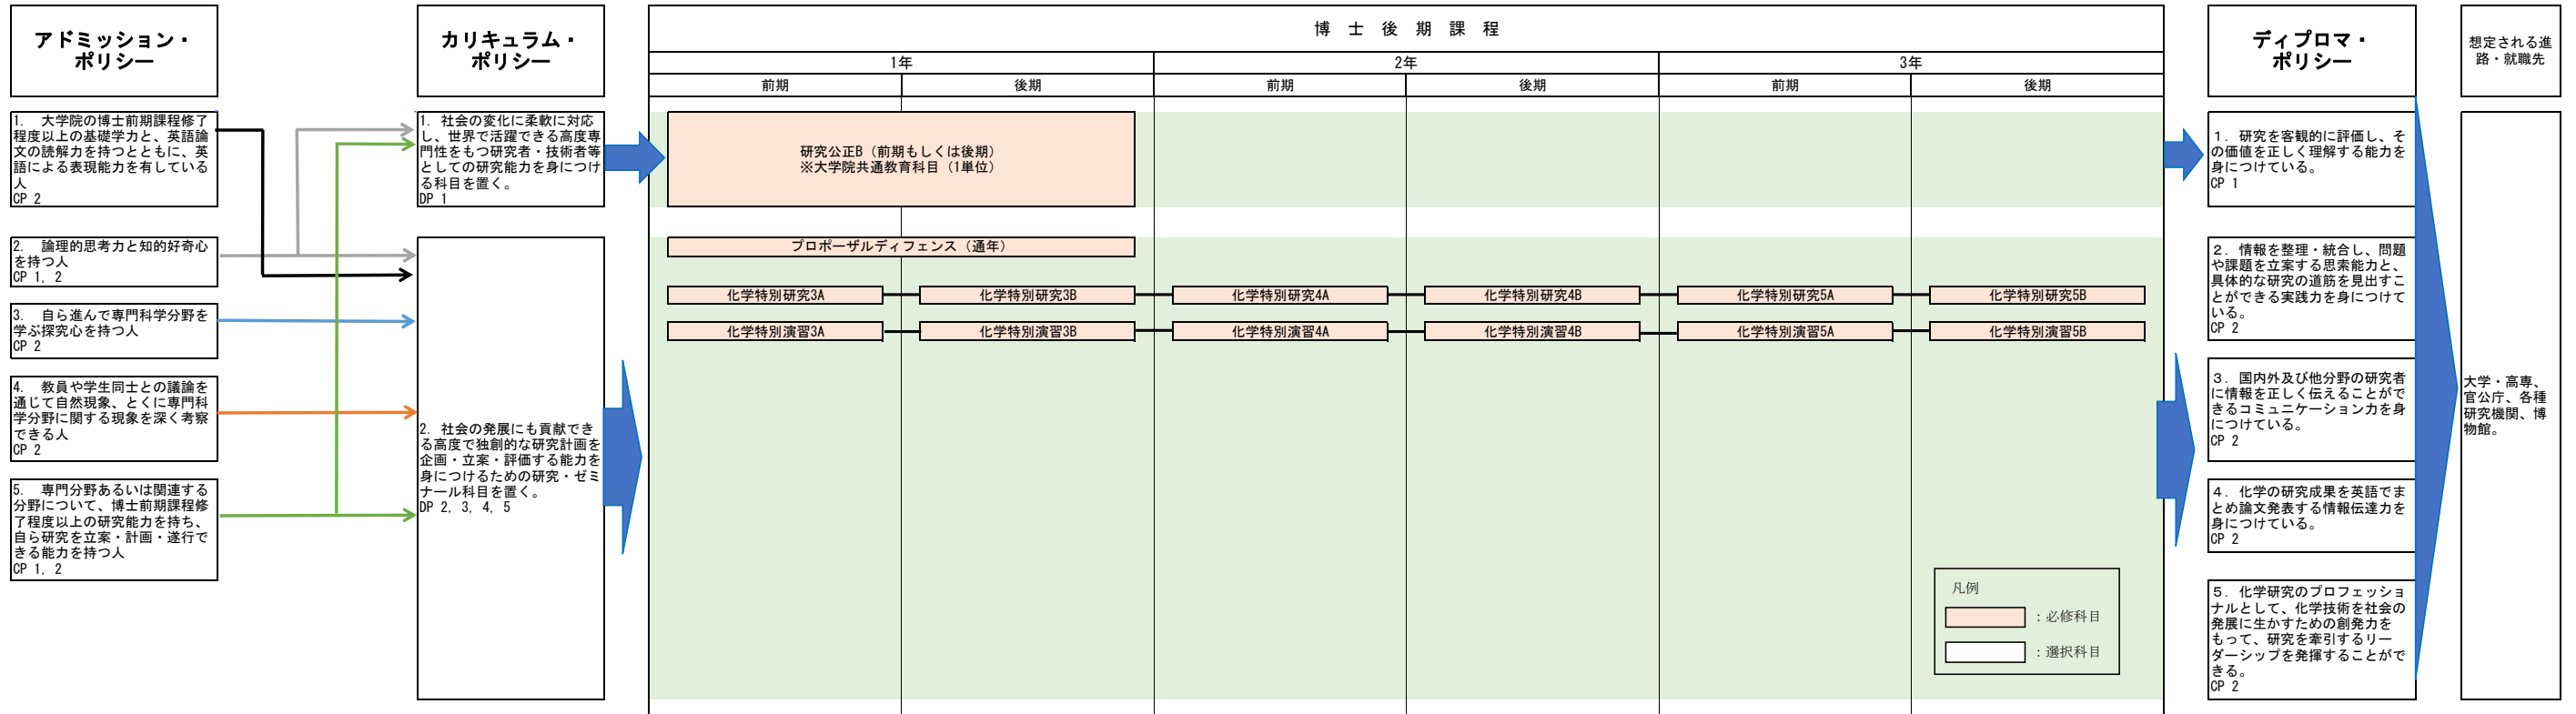 アドミッション・
ポリシー
カリキュラム・
ポリシー
博士後期課程
1年
2年
3年
前期
後期
前期
後期
前期
後期
ディプロマ・
ポリシー
想定される進
路・就職先
1. 大学院の博士前期課程修了
程度以上の基礎学力と、英語論
文の読解力を持つとともに、英
語による表現能力を有している
人
CP 2
2. 論理的思考力と知的好奇心
を持つ人
CP 1, 2
3. 自ら進んで専門科学分野を
学ぶ探究心を持つ人
CP 2
4. 教員や学生同士との議論を
通じて自然現象、とくに専門科
学分野に関する現象を深く考察
できる人
CP 2
5. 専門分野あるいは関連する
分野について、博士前期課程修
了程度以上の研究能力を持ち、
自ら研究を立案・計画・遂行で
きる能力を持つ人
CP 1, 2
1. 社会の変化に柔軟に対応
し、世界で活躍できる高度専
門性をもつ研究者・技術者等
としての研究能力を身につけ
る科目を置く。
DP 1
2. 社会の発展にも貢献でき
る高度で独創的な研究計画を
企画・立案・評価する能力を
身につけるための研究・ゼミ
ナール科目を置く。
DP 2, 3, 4, 5
研究公正B（前期もしくは後期）
※大学院共通教育科目（1単位）
プロポーザルディフェンス（通年）
化学特別研究3A
化学特別研究3B
化学特別研究4A
化学特別研究4B
化学特別研究5A
化学特別研究5B
化学特別演習3A
化学特別演習3B
化学特別演習4A
化学特別演習4B
化学特別演習5A
化学特別演習5B
凡例
：必修科目
：選択科目
１．研究を客観的に評価し、そ
の価値を正しく理解する能力を
身につけている。
CP 1
２．情報を整理・統合し、問題
や課題を立案する思索能力と、
具体的な研究の道筋を見出すこ
とができる実践力を身につけて
いる。
CP 2
３．国内外及び他分野の研究者
に情報を正しく伝えることがで
きるコミュニケーション力を身
につけている。
CP 2
４．化学の研究成果を英語でま
とめ論文発表する情報伝達力を
身につけている。
CP 2
５．化学研究のプロフェッショ
ナルとして、化学技術を社会の
発展に生かすための創発力を
もって、研究を牽引するリー
ダーシップを発揮することがで
きる。
CP 2
大学・高専、
官公庁、各種
研究機関、博
物館。